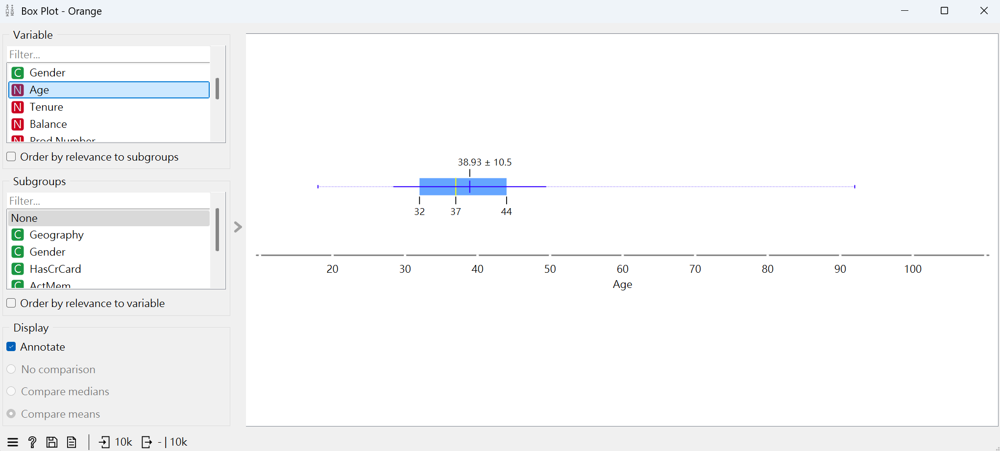 Box Plot - Orange
Variable
Filter...
C Gender
N Age
N Tenure
N Balance
N Prod Number
Order by relevance to subgroups
Subgroups
Filter...
None
C Geography
C Gender
C HasCrCard
C ActMem
Order by relevance to variable
Display
Annotate
No comparison
Compare medians
Compare means
? 10k - | 10k
38.93 ± 10.5
32 37 44
20 30 40 50 60 70 80 90 100
Age